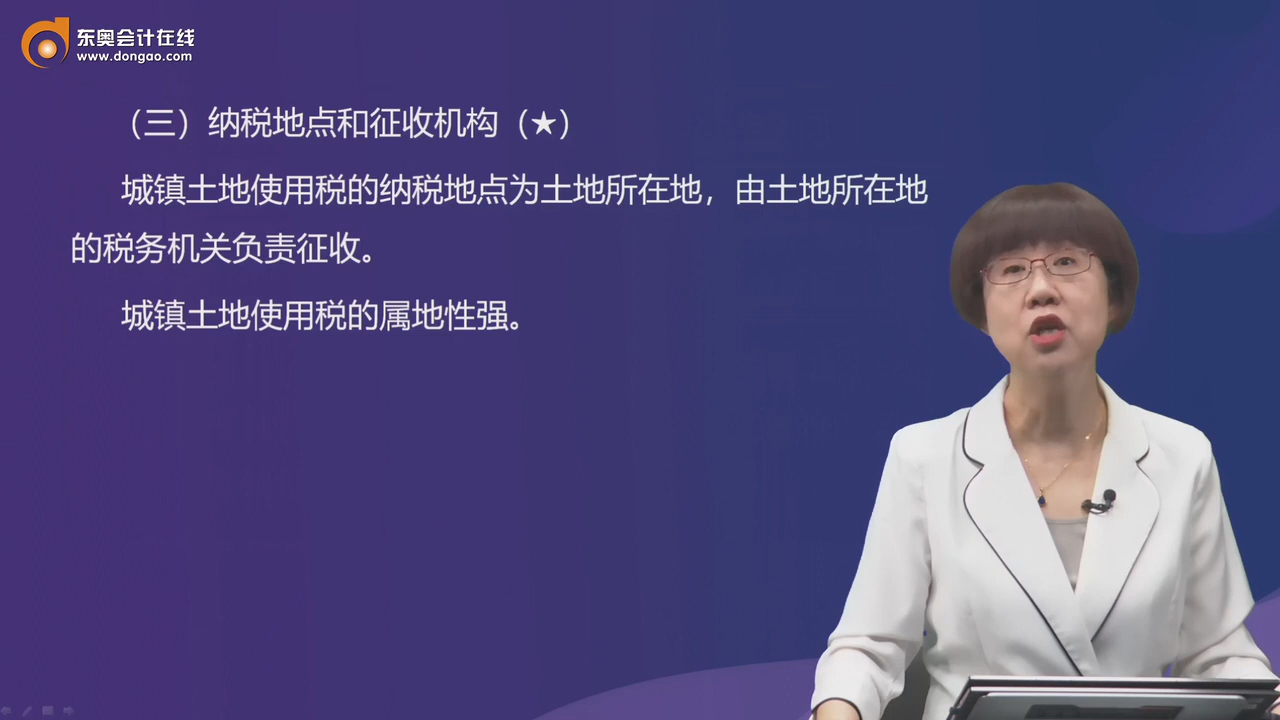 东奥会计在线
www.dongao.com
（三）纳税地点和征收机构（★）
城镇土地使用税的纳税地点为土地所在地，由土地所在地
的税务机关负责征收。
城镇土地使用税的属地性强。